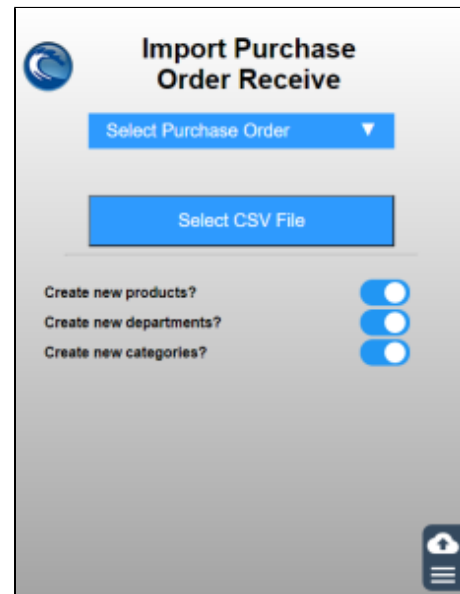 Import Purchase
Order Receive
Select Purchase Order
Select CSV File
Create new products?
Create new departments?
Create new categories?